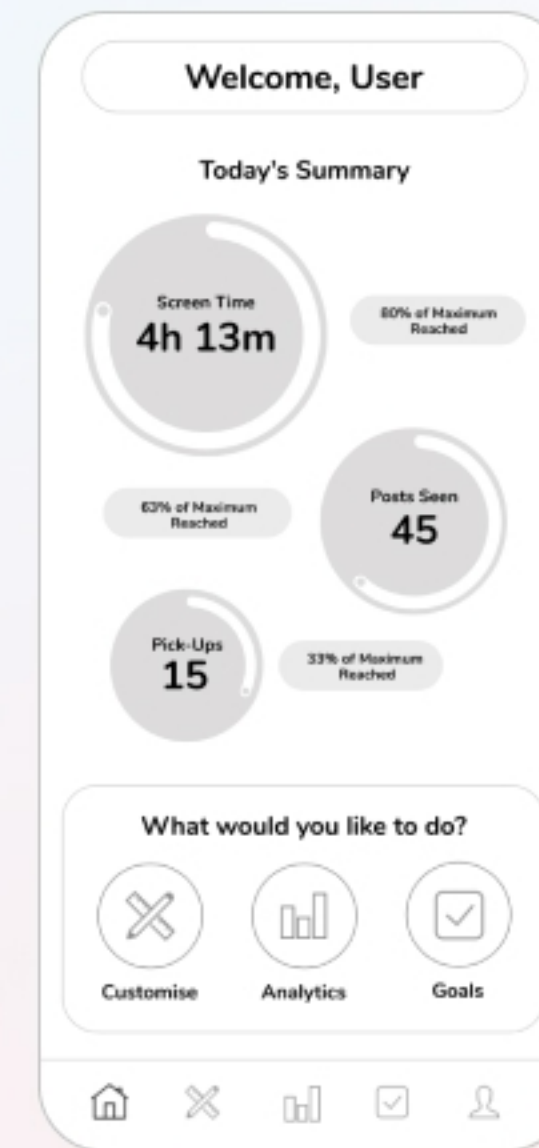 Welcome, User
Today's Summary
Screen Time
4h 13m
80% of Maximum
Reached
Posts Seen
45
63% of Maximum
Reached
Pick-Ups
15
33% of Maximum
Reached
What would you like to do?
Customise
Analytics
Goals